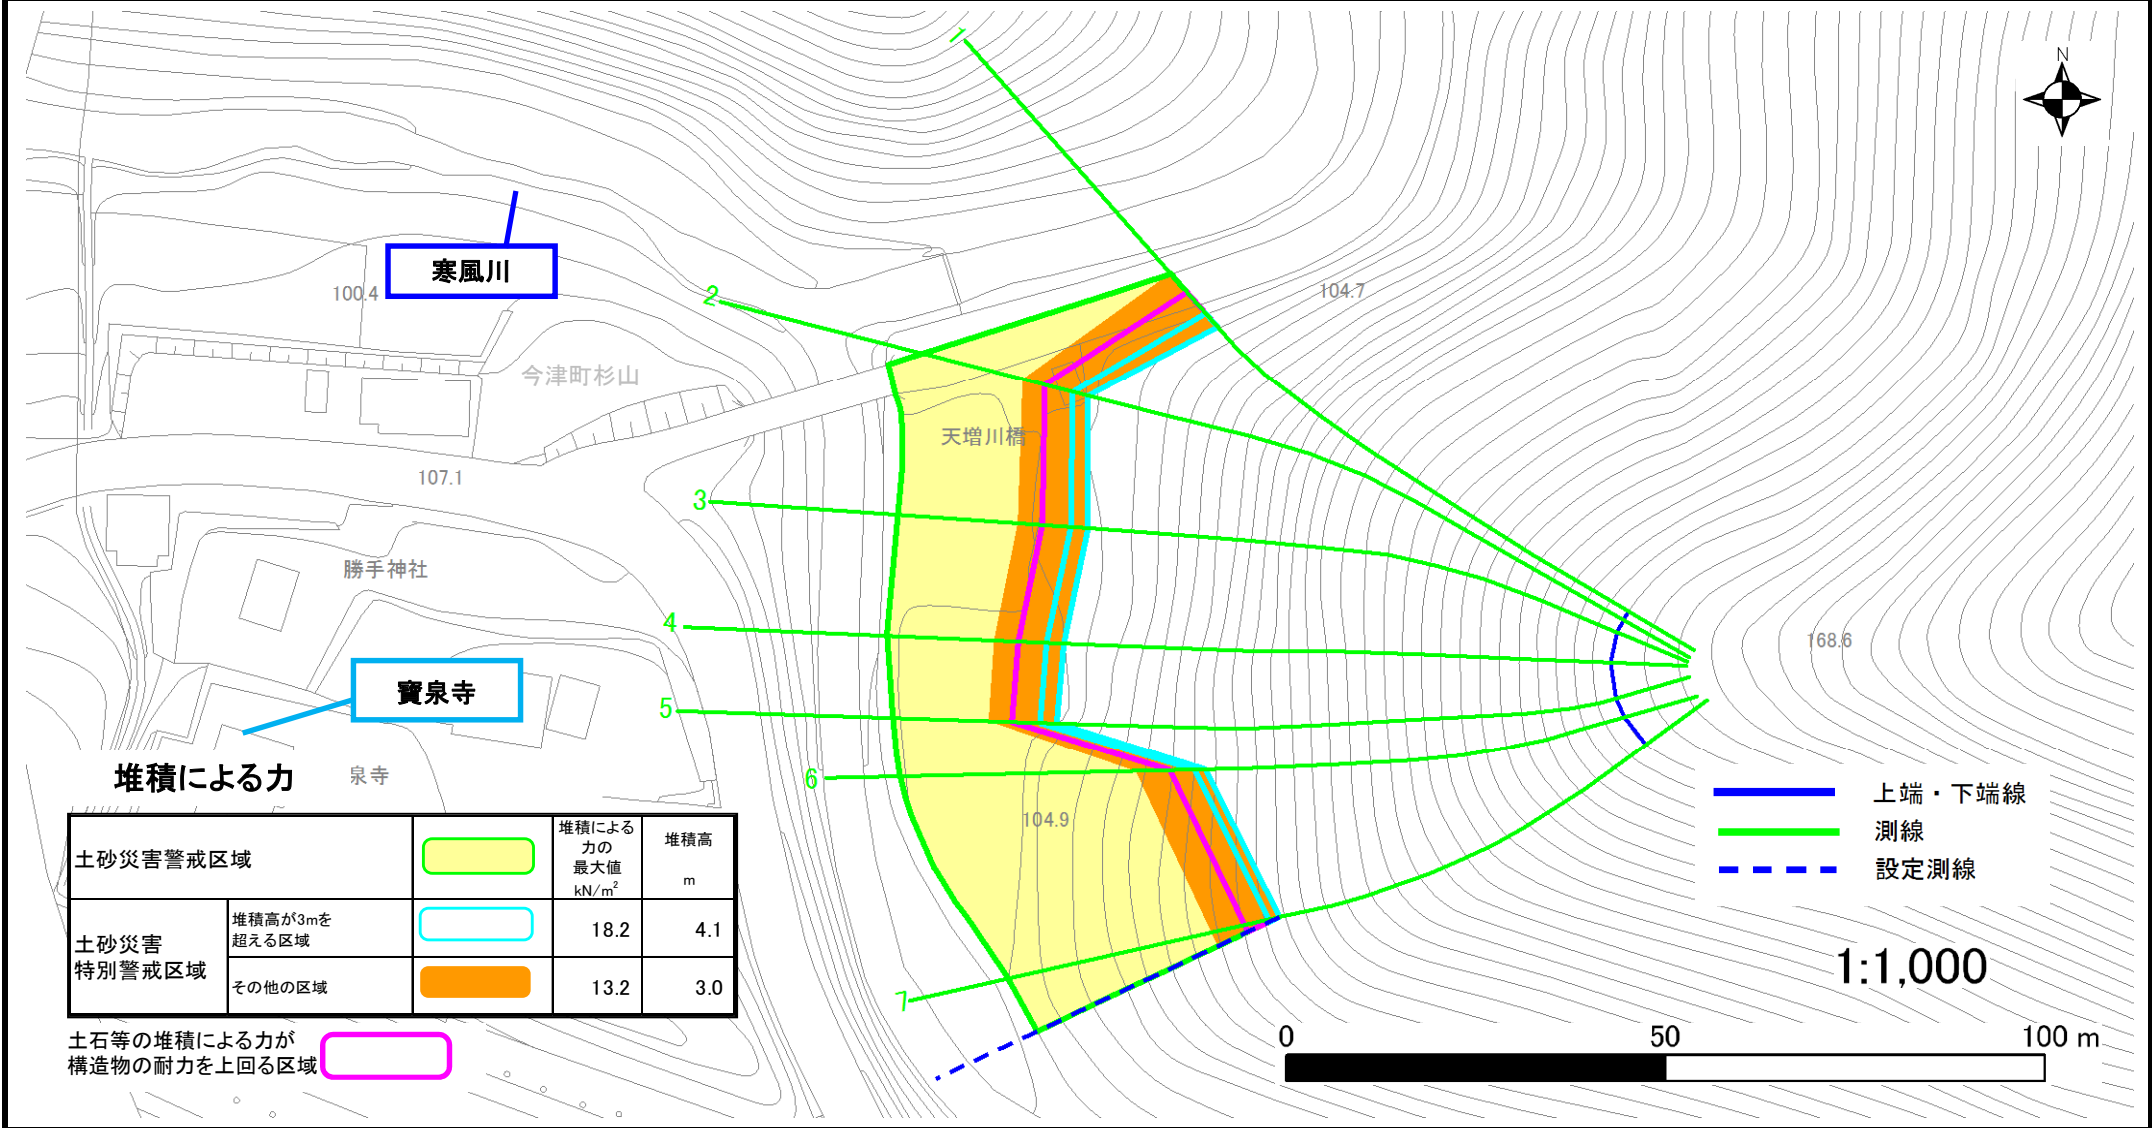 1
N
寒風川
100.4
104.7
2
今津町杉山
天増川橋
107.1
3
勝手神社
4
168.6
寶泉寺
5
堆積による力
泉寺
6
104.9
7
土砂災害警戒区域
堆積による
力の
最大値
kN/m²
堆積高
m
土砂災害
特別警戒区域
堆積高が3mを
超える区域
18.2
4.1
その他の区域
13.2
3.0
土石等の堆積による力が
構造物の耐力を上回る区域
上端・下端線
測線
設定測線
1:1,000
0 50 100 m